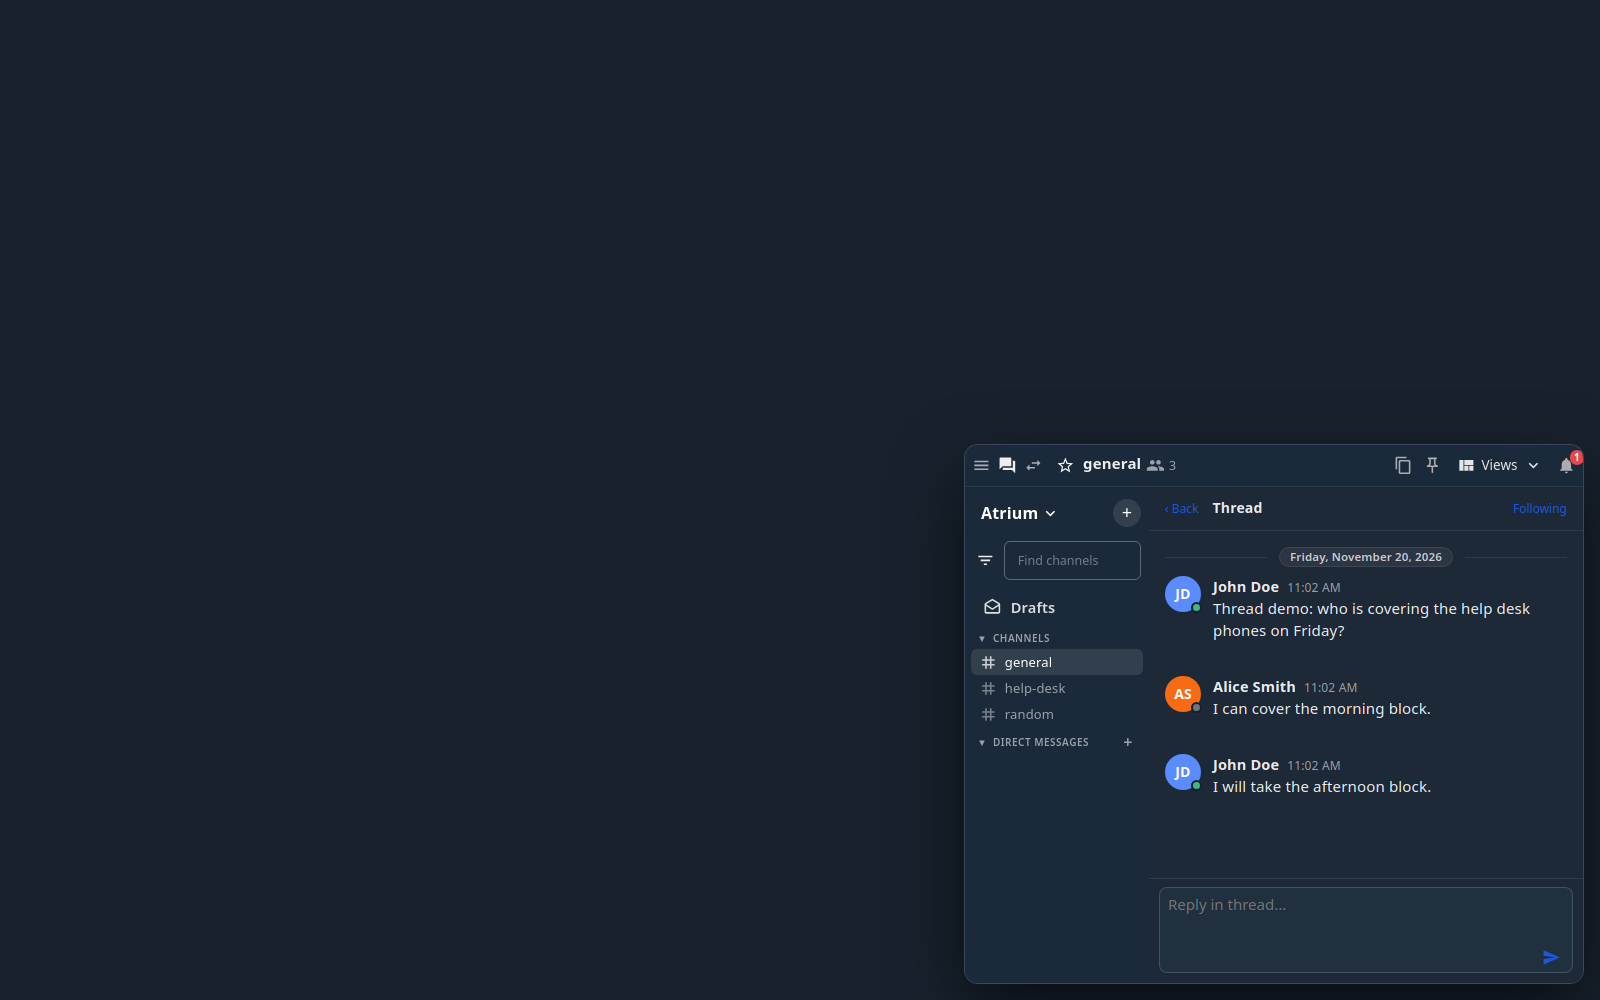 general 3
Views
1
Atrium
+
Find channels
Drafts
CHANNELS
general
help-desk
random
DIRECT MESSAGES +
‹ Back Thread Following
Friday, November 20, 2026
JD John Doe 11:02 AM
Thread demo: who is covering the help desk
phones on Friday?
AS Alice Smith 11:02 AM
I can cover the morning block.
JD John Doe 11:02 AM
I will take the afternoon block.
Reply in thread...